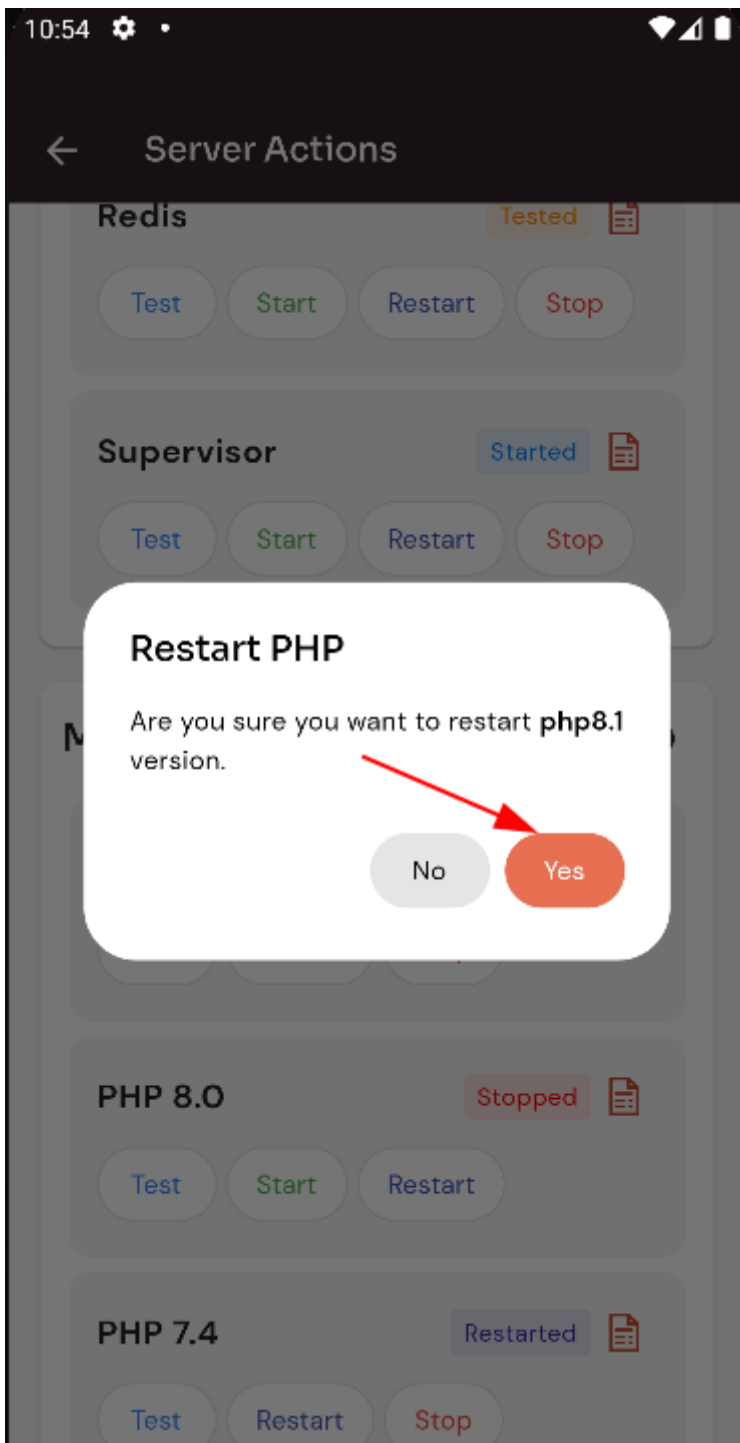 10:54
Server Actions
Redis Tested
Test Start Restart Stop
Supervisor Started
Test Start Restart Stop
Restart PHP
Are you sure you want to restart php8.1
version.
No Yes
PHP 8.0 Stopped
Test Start Restart
PHP 7.4 Restarted
Test Restart Stop